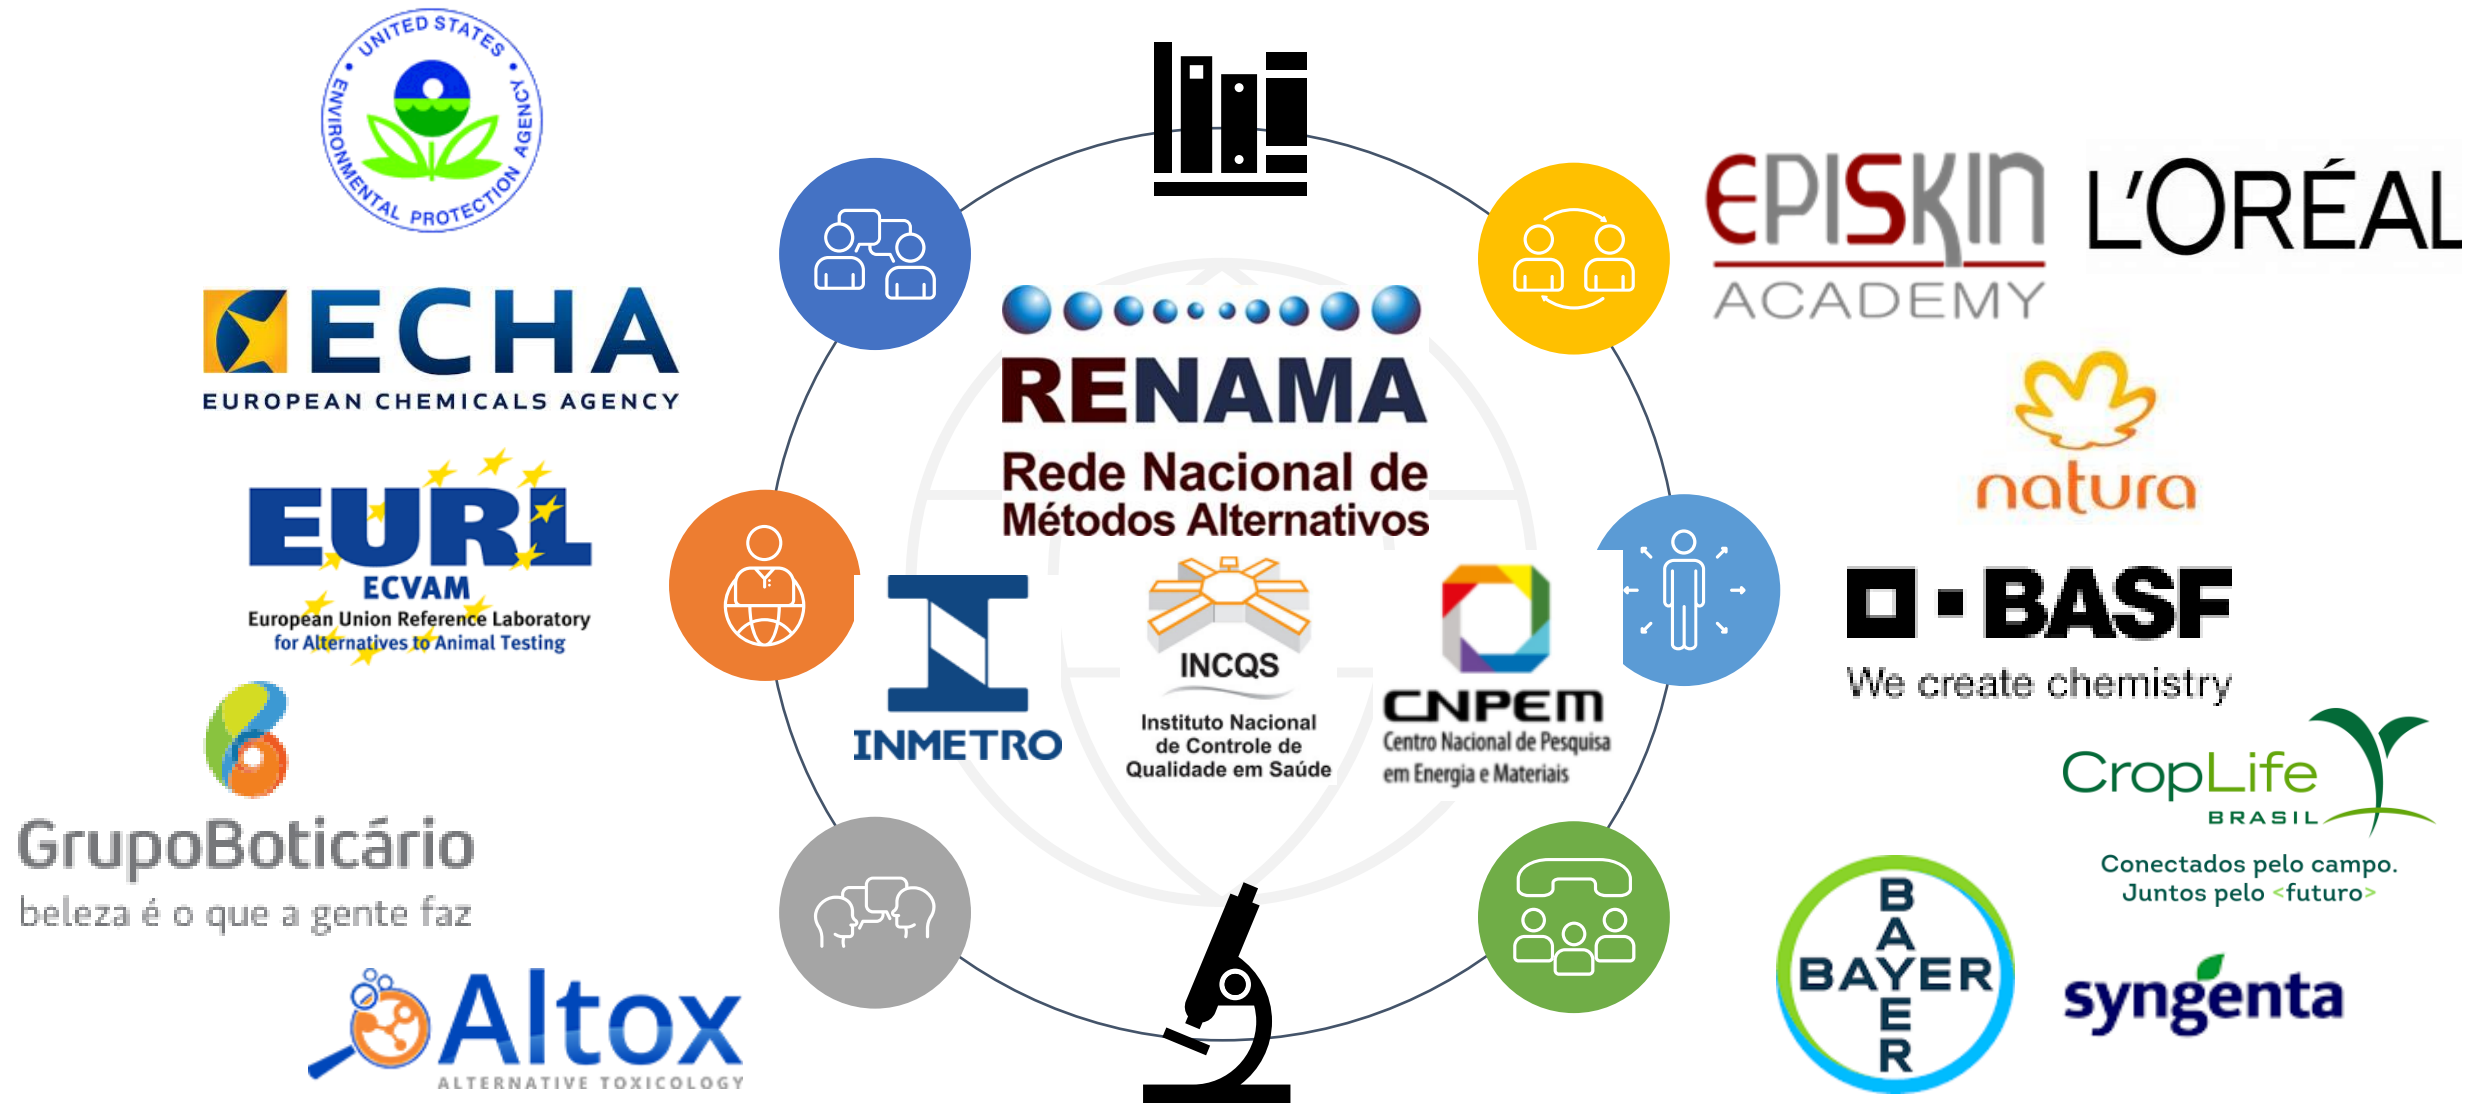 UNITED STATES
ENVIRONMENTAL PROTECTION AGENCY
ECHA
EUROPEAN CHEMICALS AGENCY
EURL
ECVAM
European Union Reference Laboratory
for Alternatives to Animal Testing
GrupoBoticário
beleza é o que a gente faz
Altox
ALTERNATIVE TOXICOLOGY
RENAMA
Rede Nacional de
Métodos Alternativos
INMETRO
INCQS
Instituto Nacional
de Controle de
Qualidade em Saúde
CNPEM
Centro Nacional de Pesquisa
em Energia e Materiais
EPISKIN
ACADEMY
L'ORÉAL
natura
BASF
We create chemistry
CropLife
BRASIL
Conectados pelo campo.
Juntos pelo <futuro>
BAYER
BAYER
syngenta